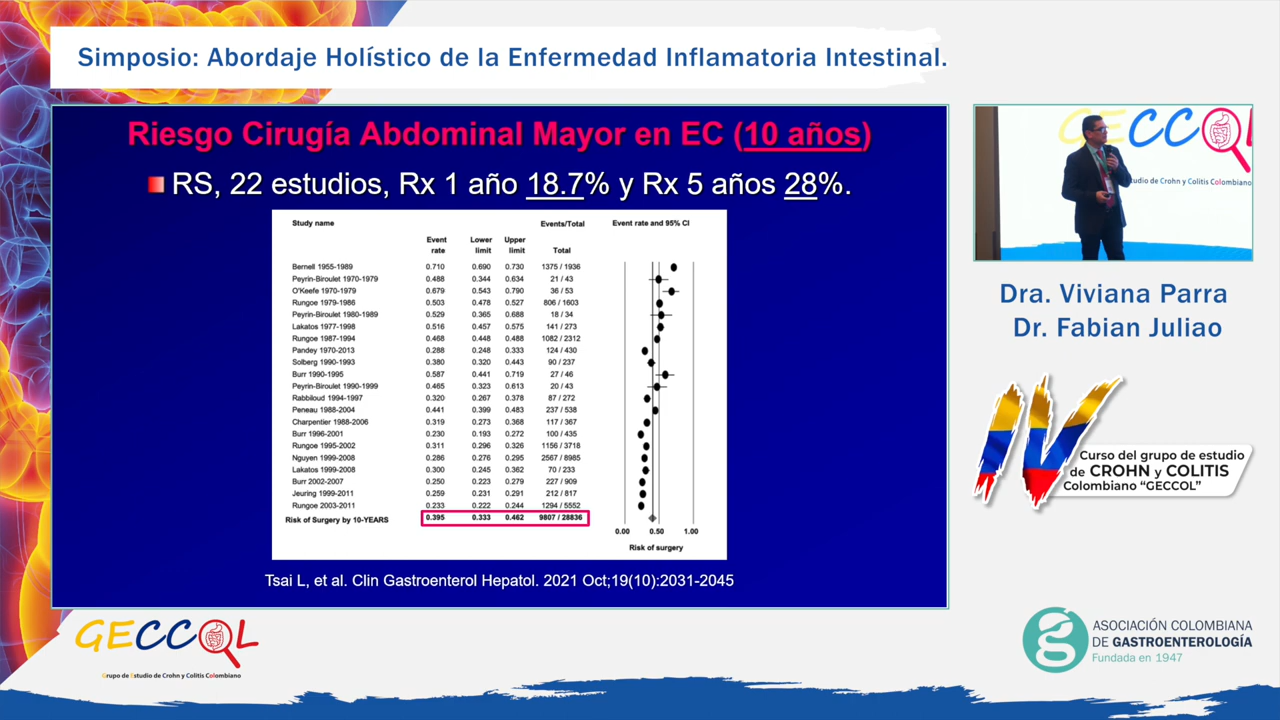 Simposio: Abordaje Holístico de la Enfermedad Inflamatoria Intestinal.
Riesgo Cirugía Abdominal Mayor en EC (10 años)
RS, 22 estudios, Rx 1 año 18.7% y Rx 5 años 28%.
Study name Events/Total Event rate and 95% CI
Event rate Lower limit Upper limit Total
Bernell 1955-1989 0.710 0.690 0.730 1375 / 1936
Peyrin-Biroulet 1970-1979 0.488 0.344 0.634 21 / 43
O'Keefe 1970-1979 0.679 0.543 0.790 36 / 53
Rungoe 1979-1986 0.503 0.478 0.527 806 / 1603
Peyrin-Biroulet 1980-1989 0.529 0.365 0.688 18 / 34
Lakatos 1977-1998 0.516 0.457 0.575 141 / 273
Rungoe 1987-1994 0.468 0.448 0.488 1082 / 2312
Pandey 1970-2013 0.288 0.248 0.333 124 / 430
Solberg 1990-1993 0.380 0.320 0.443 90 / 237
Burr 1990-1995 0.587 0.441 0.719 27 / 46
Peyrin-Biroulet 1990-1999 0.465 0.323 0.613 20 / 43
Rabbiloud 1994-1997 0.320 0.267 0.378 87 / 272
Peneau 1988-2004 0.441 0.399 0.483 237 / 538
Charpentier 1988-2006 0.319 0.273 0.368 117 / 367
Burr 1996-2001 0.230 0.193 0.272 100 / 435
Rungoe 1995-2002 0.311 0.296 0.326 1156 / 3718
Nguyen 1999-2008 0.286 0.276 0.295 2567 / 8985
Lakatos 1999-2008 0.300 0.245 0.362 70 / 233
Burr 2002-2007 0.250 0.223 0.279 227 / 909
Jeuring 1999-2011 0.259 0.231 0.291 212 / 817
Rungoe 2003-2011 0.233 0.222 0.244 1294 / 5552
Risk of Surgery by 10-YEARS 0.395 0.333 0.462 9807 / 28836
0.00 0.50 1.00
Risk of surgery
Tsai L, et al. Clin Gastroenterol Hepatol. 2021 Oct;19(10):2031-2045
GECCOL
tudio de Crohn y Colitis Colombiano
Dra. Viviana Parra
Dr. Fabian Juliao
IV
Curso del grupo de estudio
de CROHN y COLITIS
Colombiano “GECCOL”
GECCOL
Grupo de Estudio de Crohn y Colitis Colombiano
ASOCIACIÓN COLOMBIANA
DE GASTROENTEROLOGÍA
Fundada en 1947